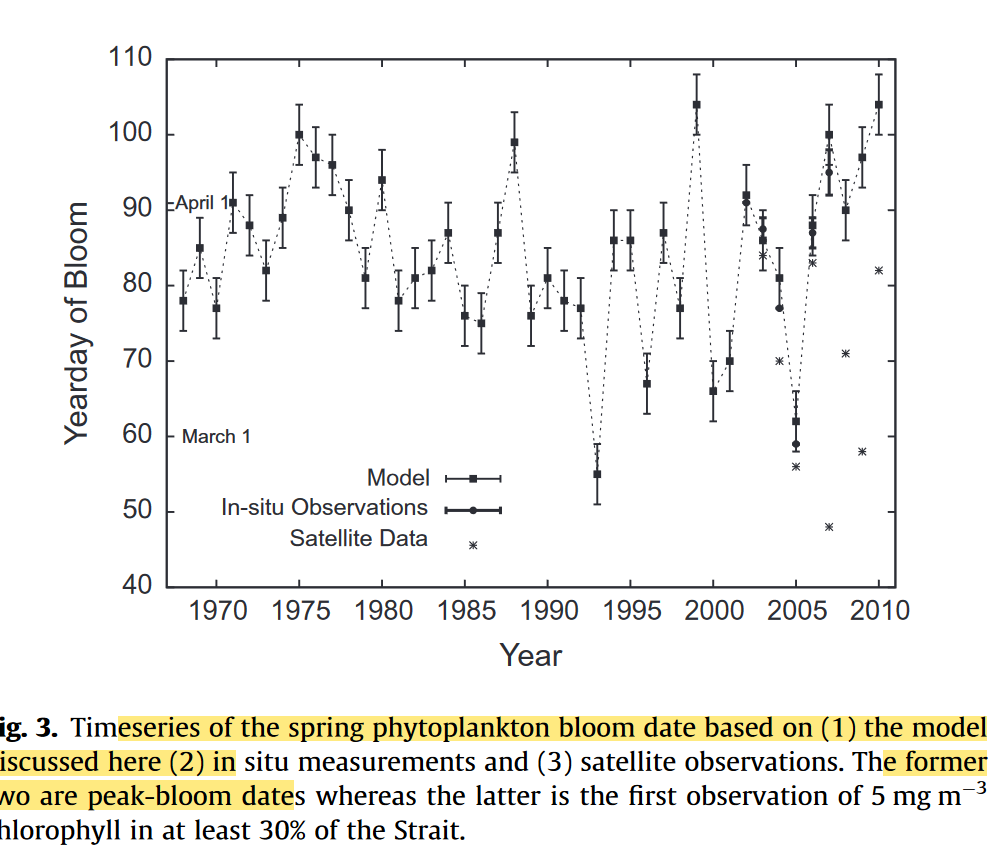 110
100
90
80
70
60
50
40
Yearday of Bloom
April 1
March 1
Model
In-situ Observations
Satellite Data
1970 1975 1980 1985 1990 1995 2000 2005 2010
Year
ig. 3. Timeseries of the spring phytoplankton bloom date based on (1) the model
iscussed here (2) in situ measurements and (3) satellite observations. The former
wo are peak-bloom dates whereas the latter is the first observation of 5 mg m⁻³
hlorophyll in at least 30% of the Strait.